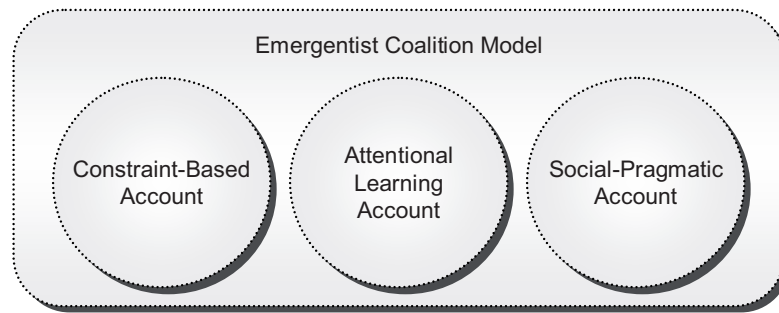 Emergentist Coalition Model
Constraint-Based
Account
Attentional
Learning
Account
Social-Pragmatic
Account